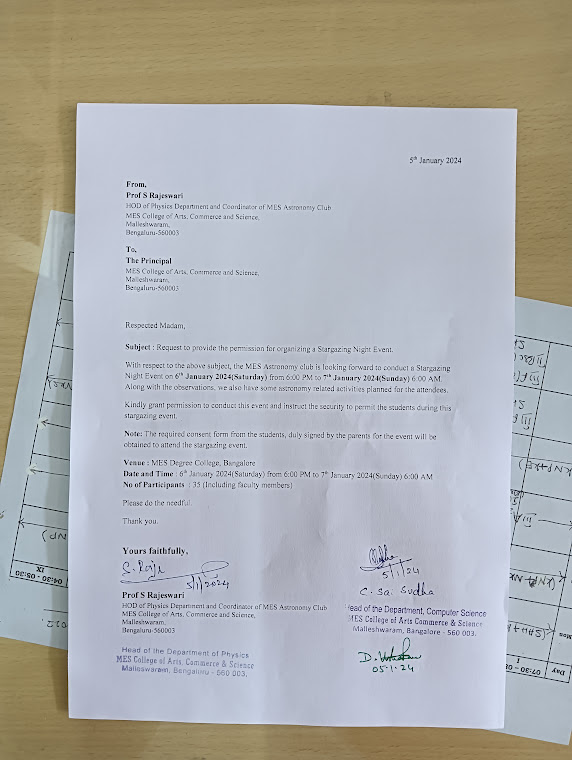 5th January 2024
From,
Prof S Rajeswari
HOD of Physics Department and Coordinator of MES Astronomy Club
MES College of Arts, Commerce and Science,
Malleshwaram,
Bengaluru-560003
To,
The Principal
MES College of Arts, Commerce and Science,
Malleshwaram,
Bengaluru-560003
Respected Madam,
Subject : Request to provide the permission for organizing a Stargazing Night Event.
With respect to the above subject, the MES Astronomy club is looking forward to conduct a Stargazing
Night Event on 6th January 2024(Saturday) from 6:00 PM to 7th January 2024(Sunday) 6:00 AM.
Along with the observations, we also have some astronomy related activities planned for the attendees.
Kindly grant permission to conduct this event and instruct the security to permit the students during this
stargazing event.
Note: The required consent form from the students, duly signed by the parents for the event will be
obtained to attend the stargazing event.
Venue : MES Degree College, Bangalore
Date and Time : 6th January 2024(Saturday) from 6:00 PM to 7th January 2024(Sunday) 6:00 AM
No of Participants : 35 (Including faculty members)
Please do the needful.
Thank you.
Yours faithfully,
5/1/2024
Prof S Rajeswari
HOD of Physics Department and Coordinator of MES Astronomy Club
MES College of Arts, Commerce and Science,
Malleshwaram,
Bengaluru-560003
Head of the Department of Physics
MES College of Arts, Commerce & Science
Malleswaram, Bengaluru - 560 003.
5/1/24
C. Sai Sudha
Head of the Department, Computer Science
MES College of Arts Commerce & Science
Malleshwaram, Bangalore - 560 003.
05-1-24
04:30 - 05:30
IX
Day
Mon